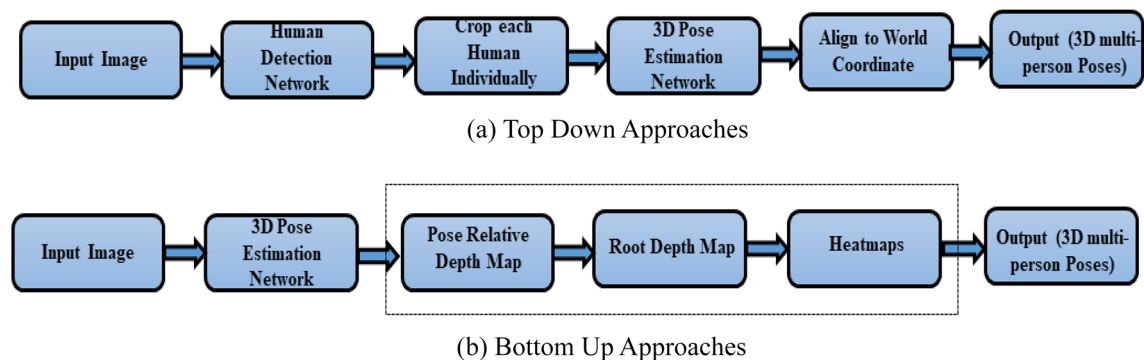 Input Image
Human
Detection
Network
Crop each
Human
Individually
3D Pose
Estimation
Network
Align to World
Coordinate
Output (3D multi-
person Poses)
(a) Top Down Approaches
Input Image
3D Pose
Estimation
Network
Pose Relative
Depth Map
Root Depth Map
Heatmaps
Output (3D multi-
person Poses)
(b) Bottom Up Approaches